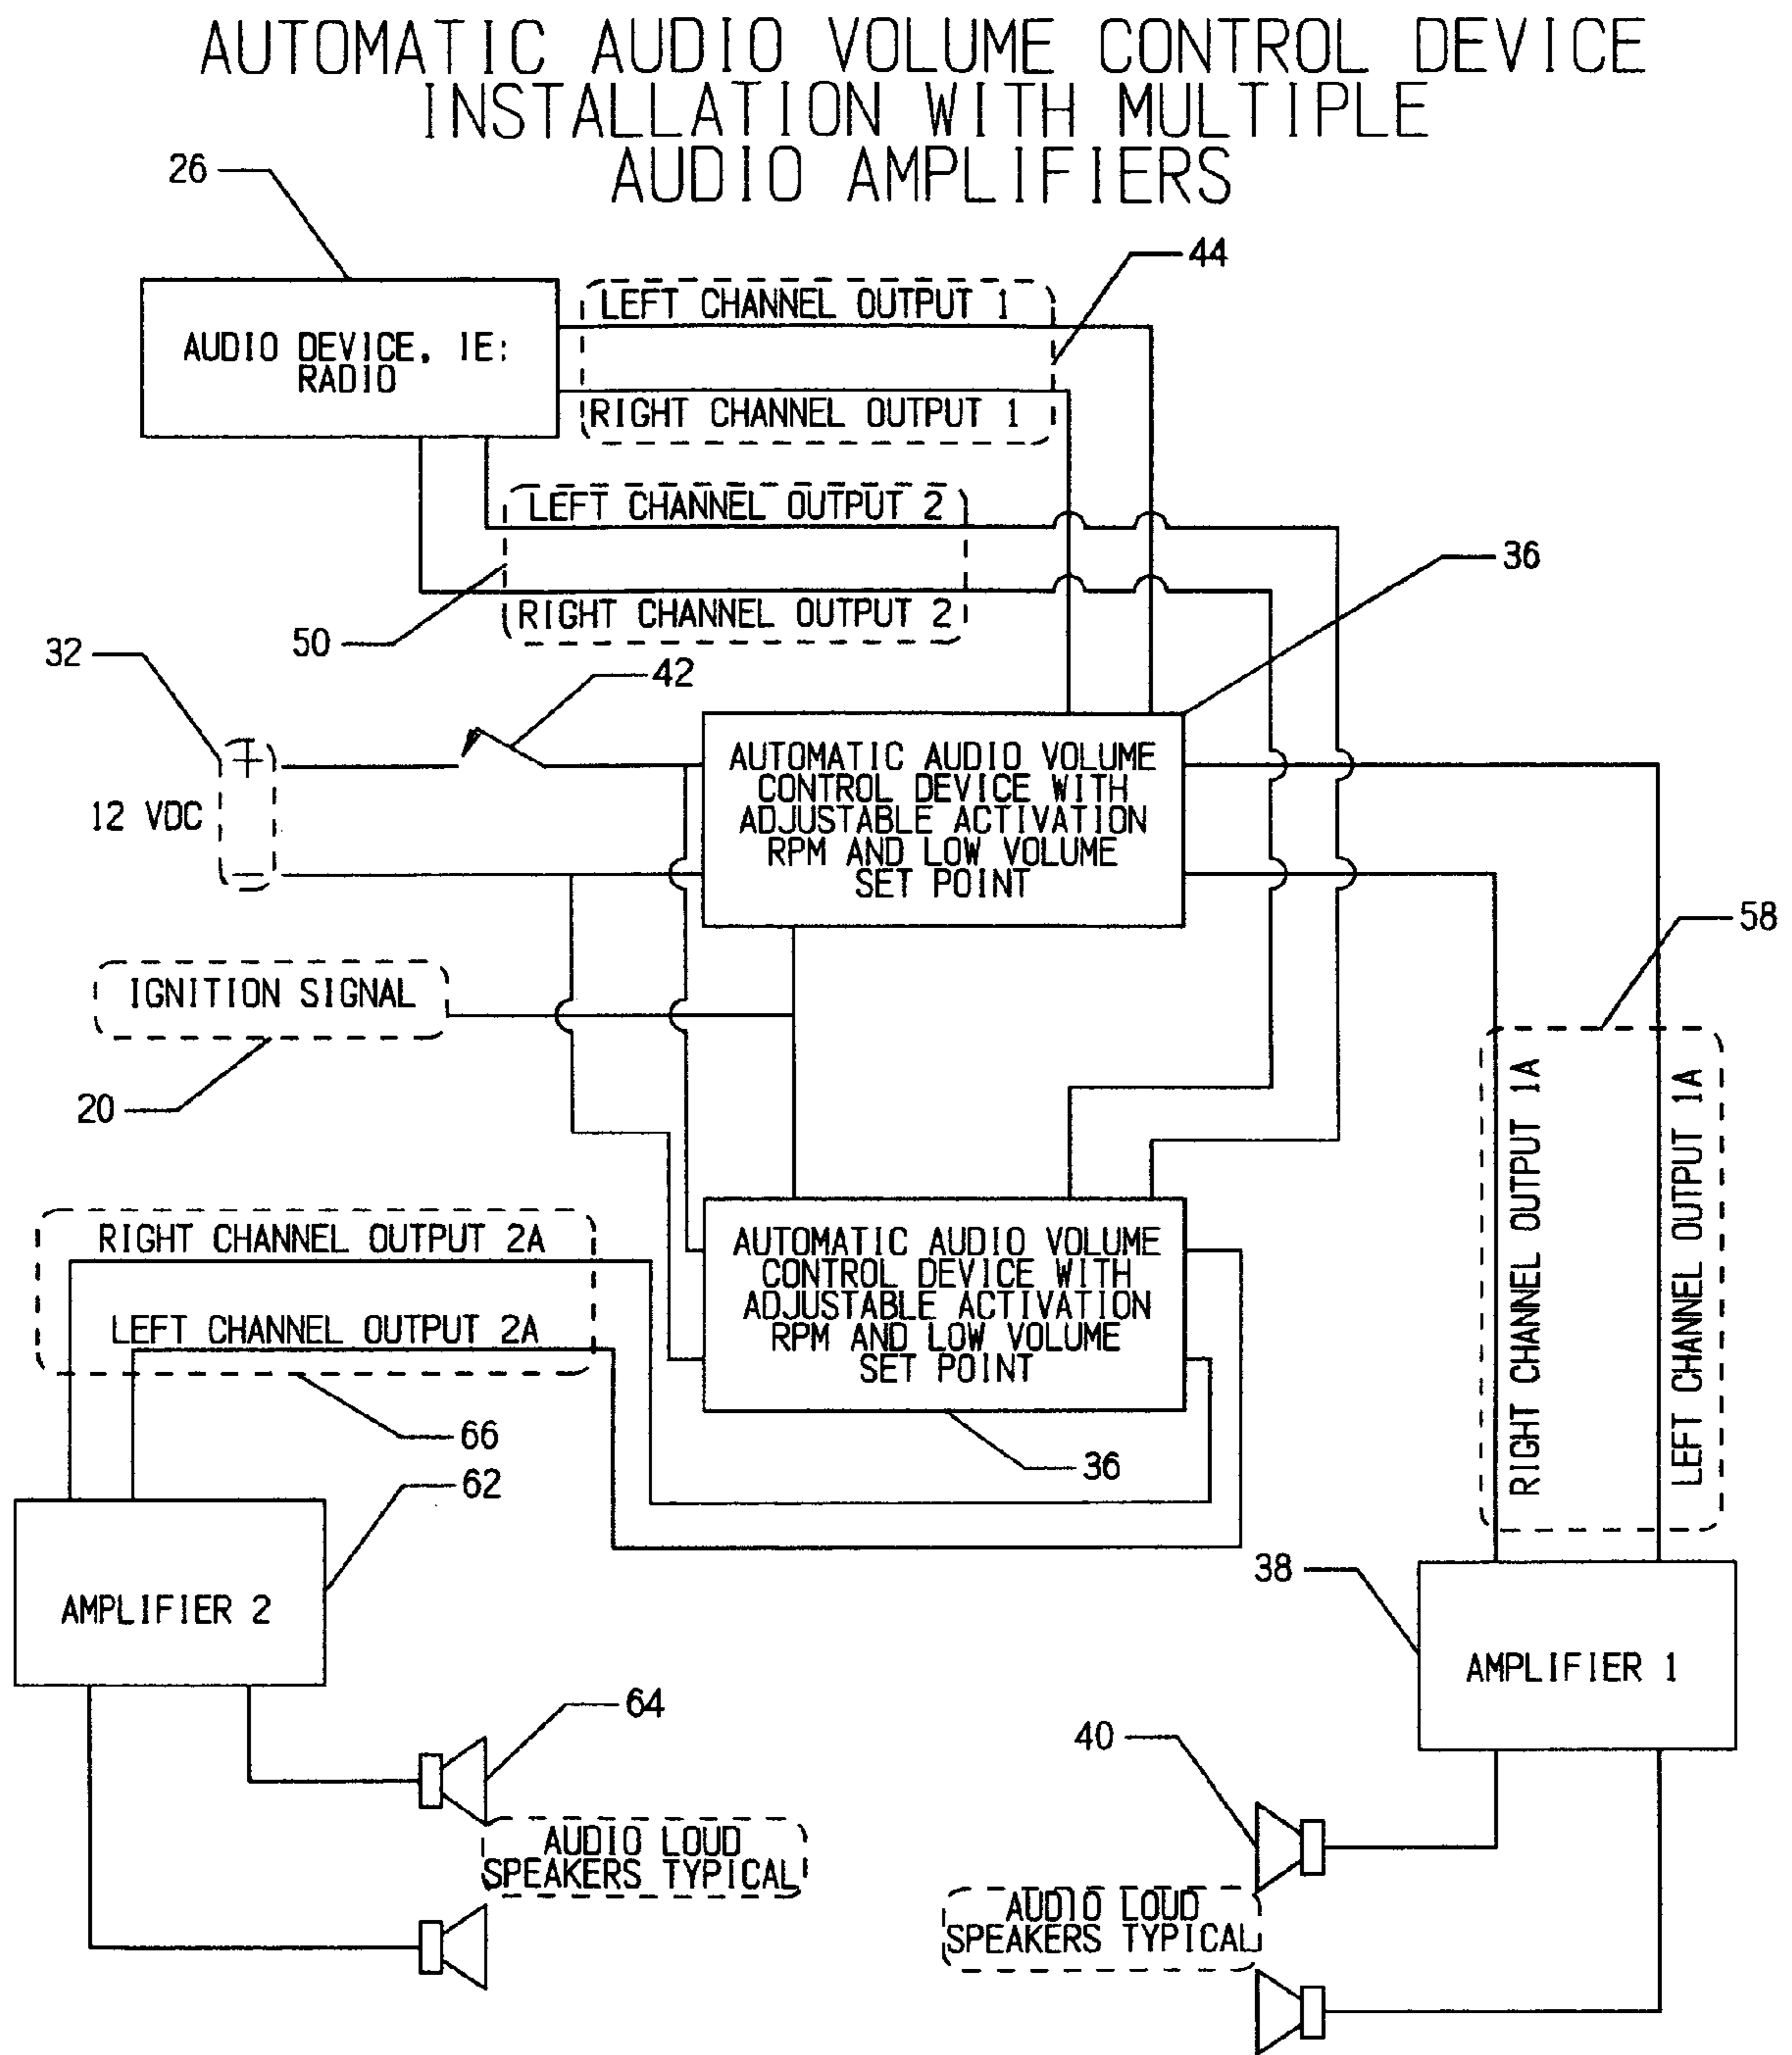 AUTOMATIC AUDIO VOLUME CONTROL DEVICE
INSTALLATION WITH MULTIPLE
AUDIO AMPLIFIERS
26
44
LEFT CHANNEL OUTPUT 1
AUDIO DEVICE, IE:
RADIO
RIGHT CHANNEL OUTPUT 1
LEFT CHANNEL OUTPUT 2
36
RIGHT CHANNEL OUTPUT 2
50
32
42
+
12 VDC
−
AUTOMATIC AUDIO VOLUME
CONTROL DEVICE WITH
ADJUSTABLE ACTIVATION
RPM AND LOW VOLUME
SET POINT
58
IGNITION SIGNAL
20
RIGHT CHANNEL OUTPUT 1A
LEFT CHANNEL OUTPUT 1A
RIGHT CHANNEL OUTPUT 2A
LEFT CHANNEL OUTPUT 2A
AUTOMATIC AUDIO VOLUME
CONTROL DEVICE WITH
ADJUSTABLE ACTIVATION
RPM AND LOW VOLUME
SET POINT
66
36
62
38
AMPLIFIER 2
AMPLIFIER 1
64
40
AUDIO LOUD
SPEAKERS TYPICAL
AUDIO LOUD
SPEAKERS TYPICAL